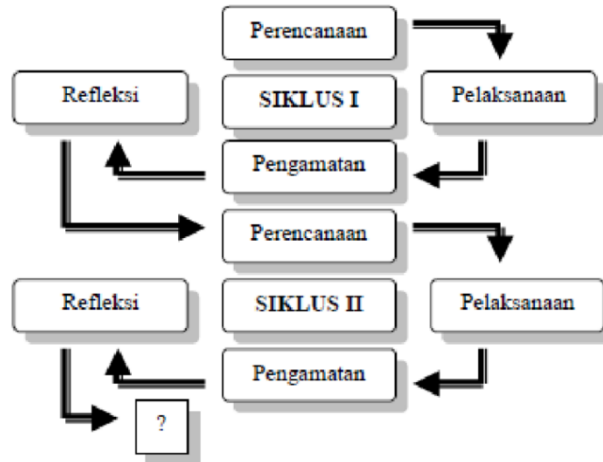 Perencanaan
Refleksi
SIKLUS I
Pelaksanaan
Pengamatan
Perencanaan
Refleksi
SIKLUS II
Pelaksanaan
Pengamatan
?